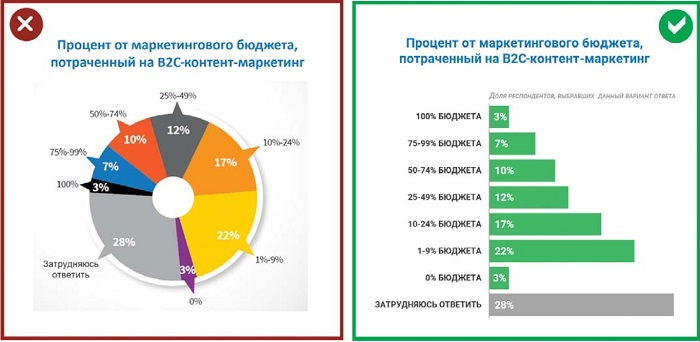 Процент от маркетингового бюджета,
потраченный на B2C-контент-маркетинг
25%-49%
50%-74%
12%
10%-24%
10%
17%
75%-99%
7%
100%
3%
28%
22%
1%-9%
Затрудняюсь
ответить
3%
0%
Процент от маркетингового бюджета,
потраченный на B2C-контент-маркетинг
Доля респондентов, выбравших данный вариант ответа
100% БЮДЖЕТА 3%
75-99% БЮДЖЕТА 7%
50-74% БЮДЖЕТА 10%
25-49% БЮДЖЕТА 12%
10-24% БЮДЖЕТА 17%
1-9% БЮДЖЕТА 22%
0% БЮДЖЕТА 3%
ЗАТРУДНЯЮСЬ ОТВЕТИТЬ 28%